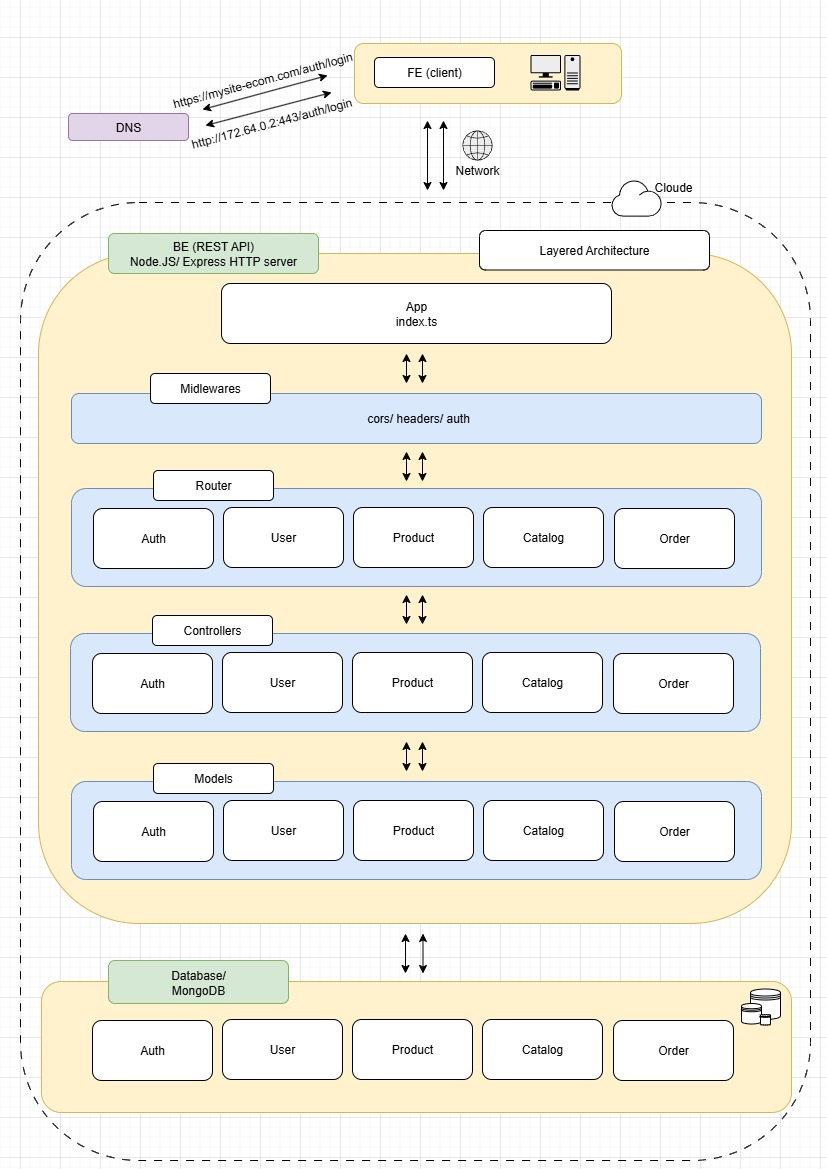 FE (client)
https://mysite-ecom.com/auth/login
DNS
http://172.64.0.2:443/auth/login
Network
Cloude
BE (REST API)
Node.JS/ Express HTTP server
Layered Architecture
App
index.ts
Midlewares
cors/ headers/ auth
Router
Auth
User
Product
Catalog
Order
Controllers
Auth
User
Product
Catalog
Order
Models
Auth
User
Product
Catalog
Order
Database/
MongoDB
Auth
User
Product
Catalog
Order